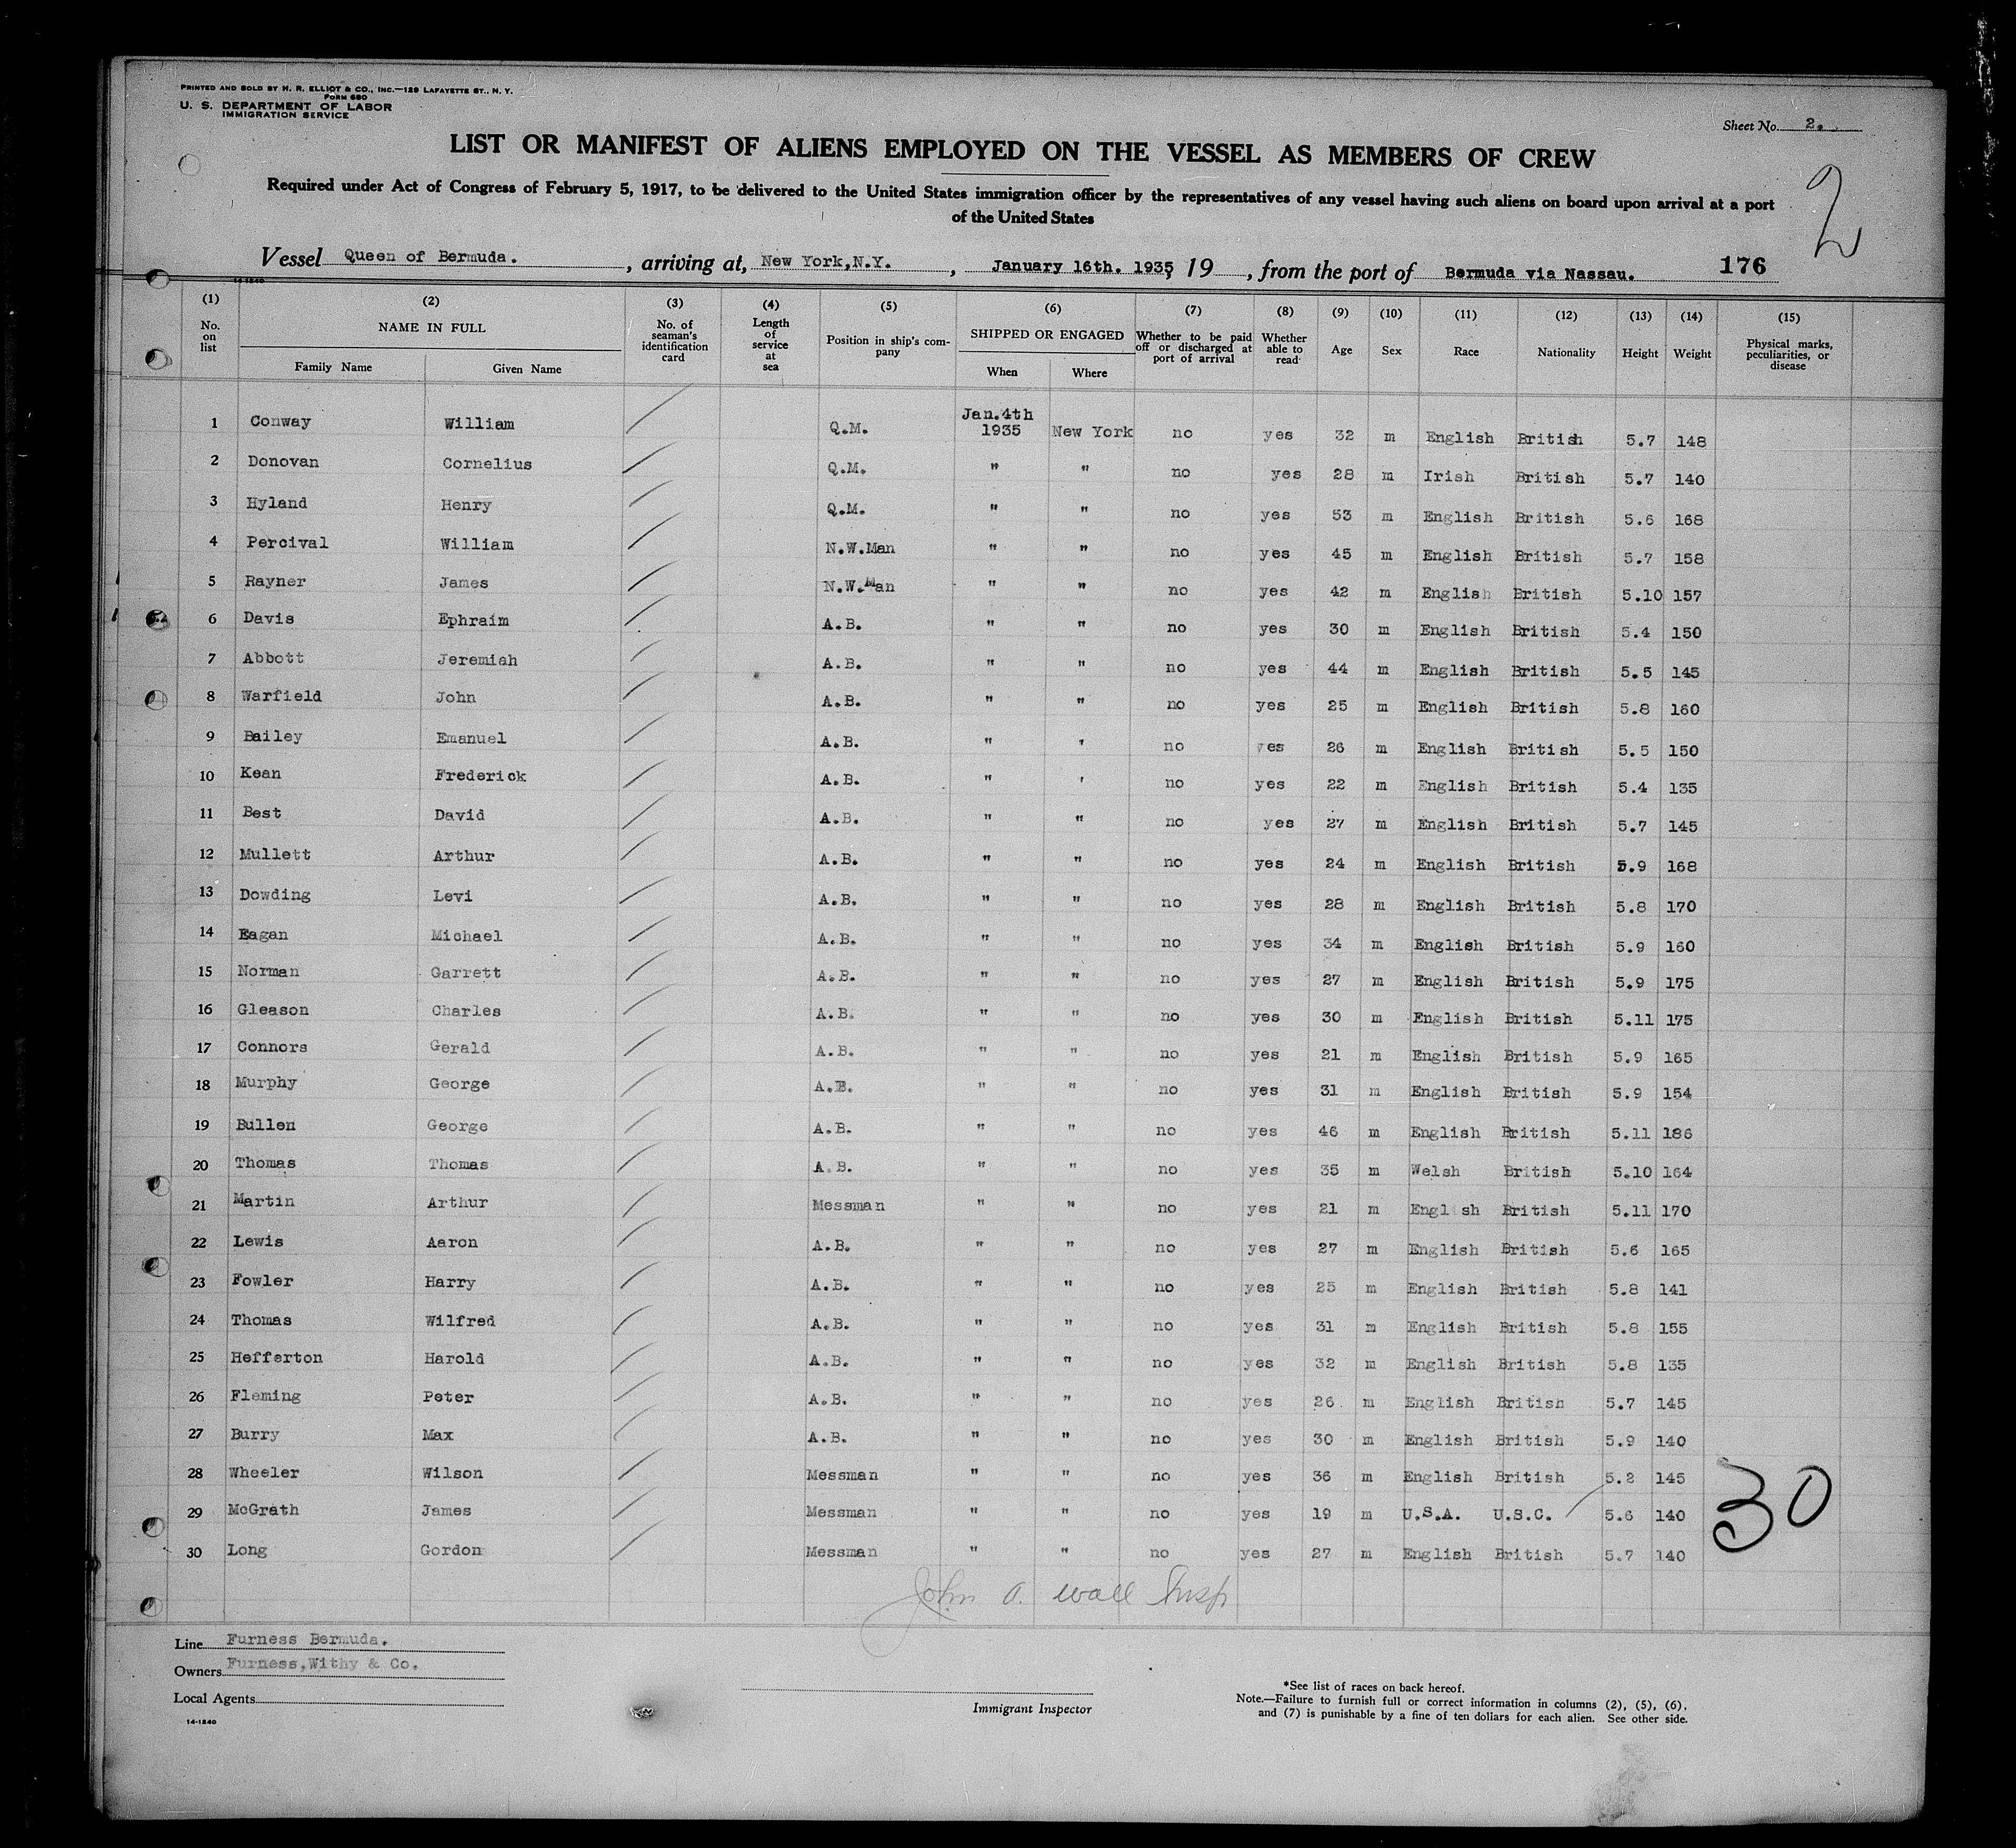 PRINTED AND SOLD BY H. R. ELLIOT & CO., INC.—129 LAFAYETTE ST., N. Y.
FORM 680
U. S. DEPARTMENT OF LABOR
IMMIGRATION SERVICE
Sheet No. 2.
LIST OR MANIFEST OF ALIENS EMPLOYED ON THE VESSEL AS MEMBERS OF CREW
2
Required under Act of Congress of February 5, 1917, to be delivered to the United States immigration officer by the representatives of any vessel having such aliens on board upon arrival at a port
of the United States
Vessel Queen of Bermuda. , arriving at, New York,N.Y. , January 16th. 1935, 19 , from the port of Bermuda via Nassau. 176
14-1240
(1) (2) (3) (4) (5) (6) (7) (8) (9) (10) (11) (12) (13) (14) (15)
No. on list NAME IN FULL Family Name Given Name No. of seaman's identification card Length of service at sea Position in ship's company SHIPPED OR ENGAGED When Where Whether to be paid off or discharged at port of arrival Whether able to read Age Sex Race Nationality Height Weight Physical marks, peculiarities, or disease
1 Conway William Q.M. Jan.4th 1935 New York no yes 32 m English British 5.7 148
2 Donovan Cornelius Q.M. " " no yes 28 m Irish British 5.7 140
3 Hyland Henry Q.M. " " no yes 53 m English British 5.6 168
4 Percival William N.W.Man " " no yes 45 m English British 5.7 158
5 Rayner James N.W.Man " " no yes 42 m English British 5.10 157
6 Davis Ephraim A.B. " " no yes 30 m English British 5.4 150
7 Abbott Jeremiah A.B. " " no yes 44 m English British 5.5 145
8 Warfield John A.B. " " no yes 25 m English British 5.8 160
9 Bailey Emanuel A.B. " ' no yes 26 m English British 5.5 150
10 Kean Frederick A.B. " ' no yes 22 m English British 5.4 135
11 Best David A.B. " " no yes 27 m English British 5.7 145
12 Mullett Arthur A.B. " " no yes 24 m English British 5.9 168
13 Dowding Levi A.B. " " no yes 28 m English British 5.8 170
14 Eagan Michael A.B. " " no yes 34 m English British 5.9 160
15 Norman Garrett A.B. " " no yes 27 m English British 5.9 175
16 Gleason Charles A.B. " " no yes 30 m English British 5.11 175
17 Connors Gerald A.B. " " no yes 21 m English British 5.9 165
18 Murphy George A.B. " " no yes 31 m English British 5.9 154
19 Bullen George A.B. " " no yes 46 m English British 5.11 186
20 Thomas Thomas A.B. " " no yes 35 m Welsh British 5.10 164
21 Martin Arthur Messman " " no yes 21 m English British 5.11 170
22 Lewis Aaron A.B. " " no yes 27 m English British 5.6 165
23 Fowler Harry A.B. " " no yes 25 m English British 5.8 141
24 Thomas Wilfred A.B. " " no yes 31 m English British 5.8 155
25 Hefferton Harold A.B. " " no yes 32 m English British 5.8 135
26 Fleming Peter A.B. " " no yes 26 m English British 5.7 145
27 Burry Max A.B. " " no yes 30 m English British 5.9 140
28 Wheeler Wilson Messman " " no yes 36 m English British 5.2 145
29 McGrath James Messman " " no yes 19 m U.S.A. U.S.C. 5.6 140
30 Long Gordon Messman " " no yes 27 m English British 5.7 140
30
John A. Wall Insp
Line Furness Bermuda.
Owners Furness,Withy & Co.
Local Agents
14-1240
Immigrant Inspector
*See list of races on back hereof.
Note.—Failure to furnish full or correct information in columns (2), (5), (6),
and (7) is punishable by a fine of ten dollars for each alien. See other side.